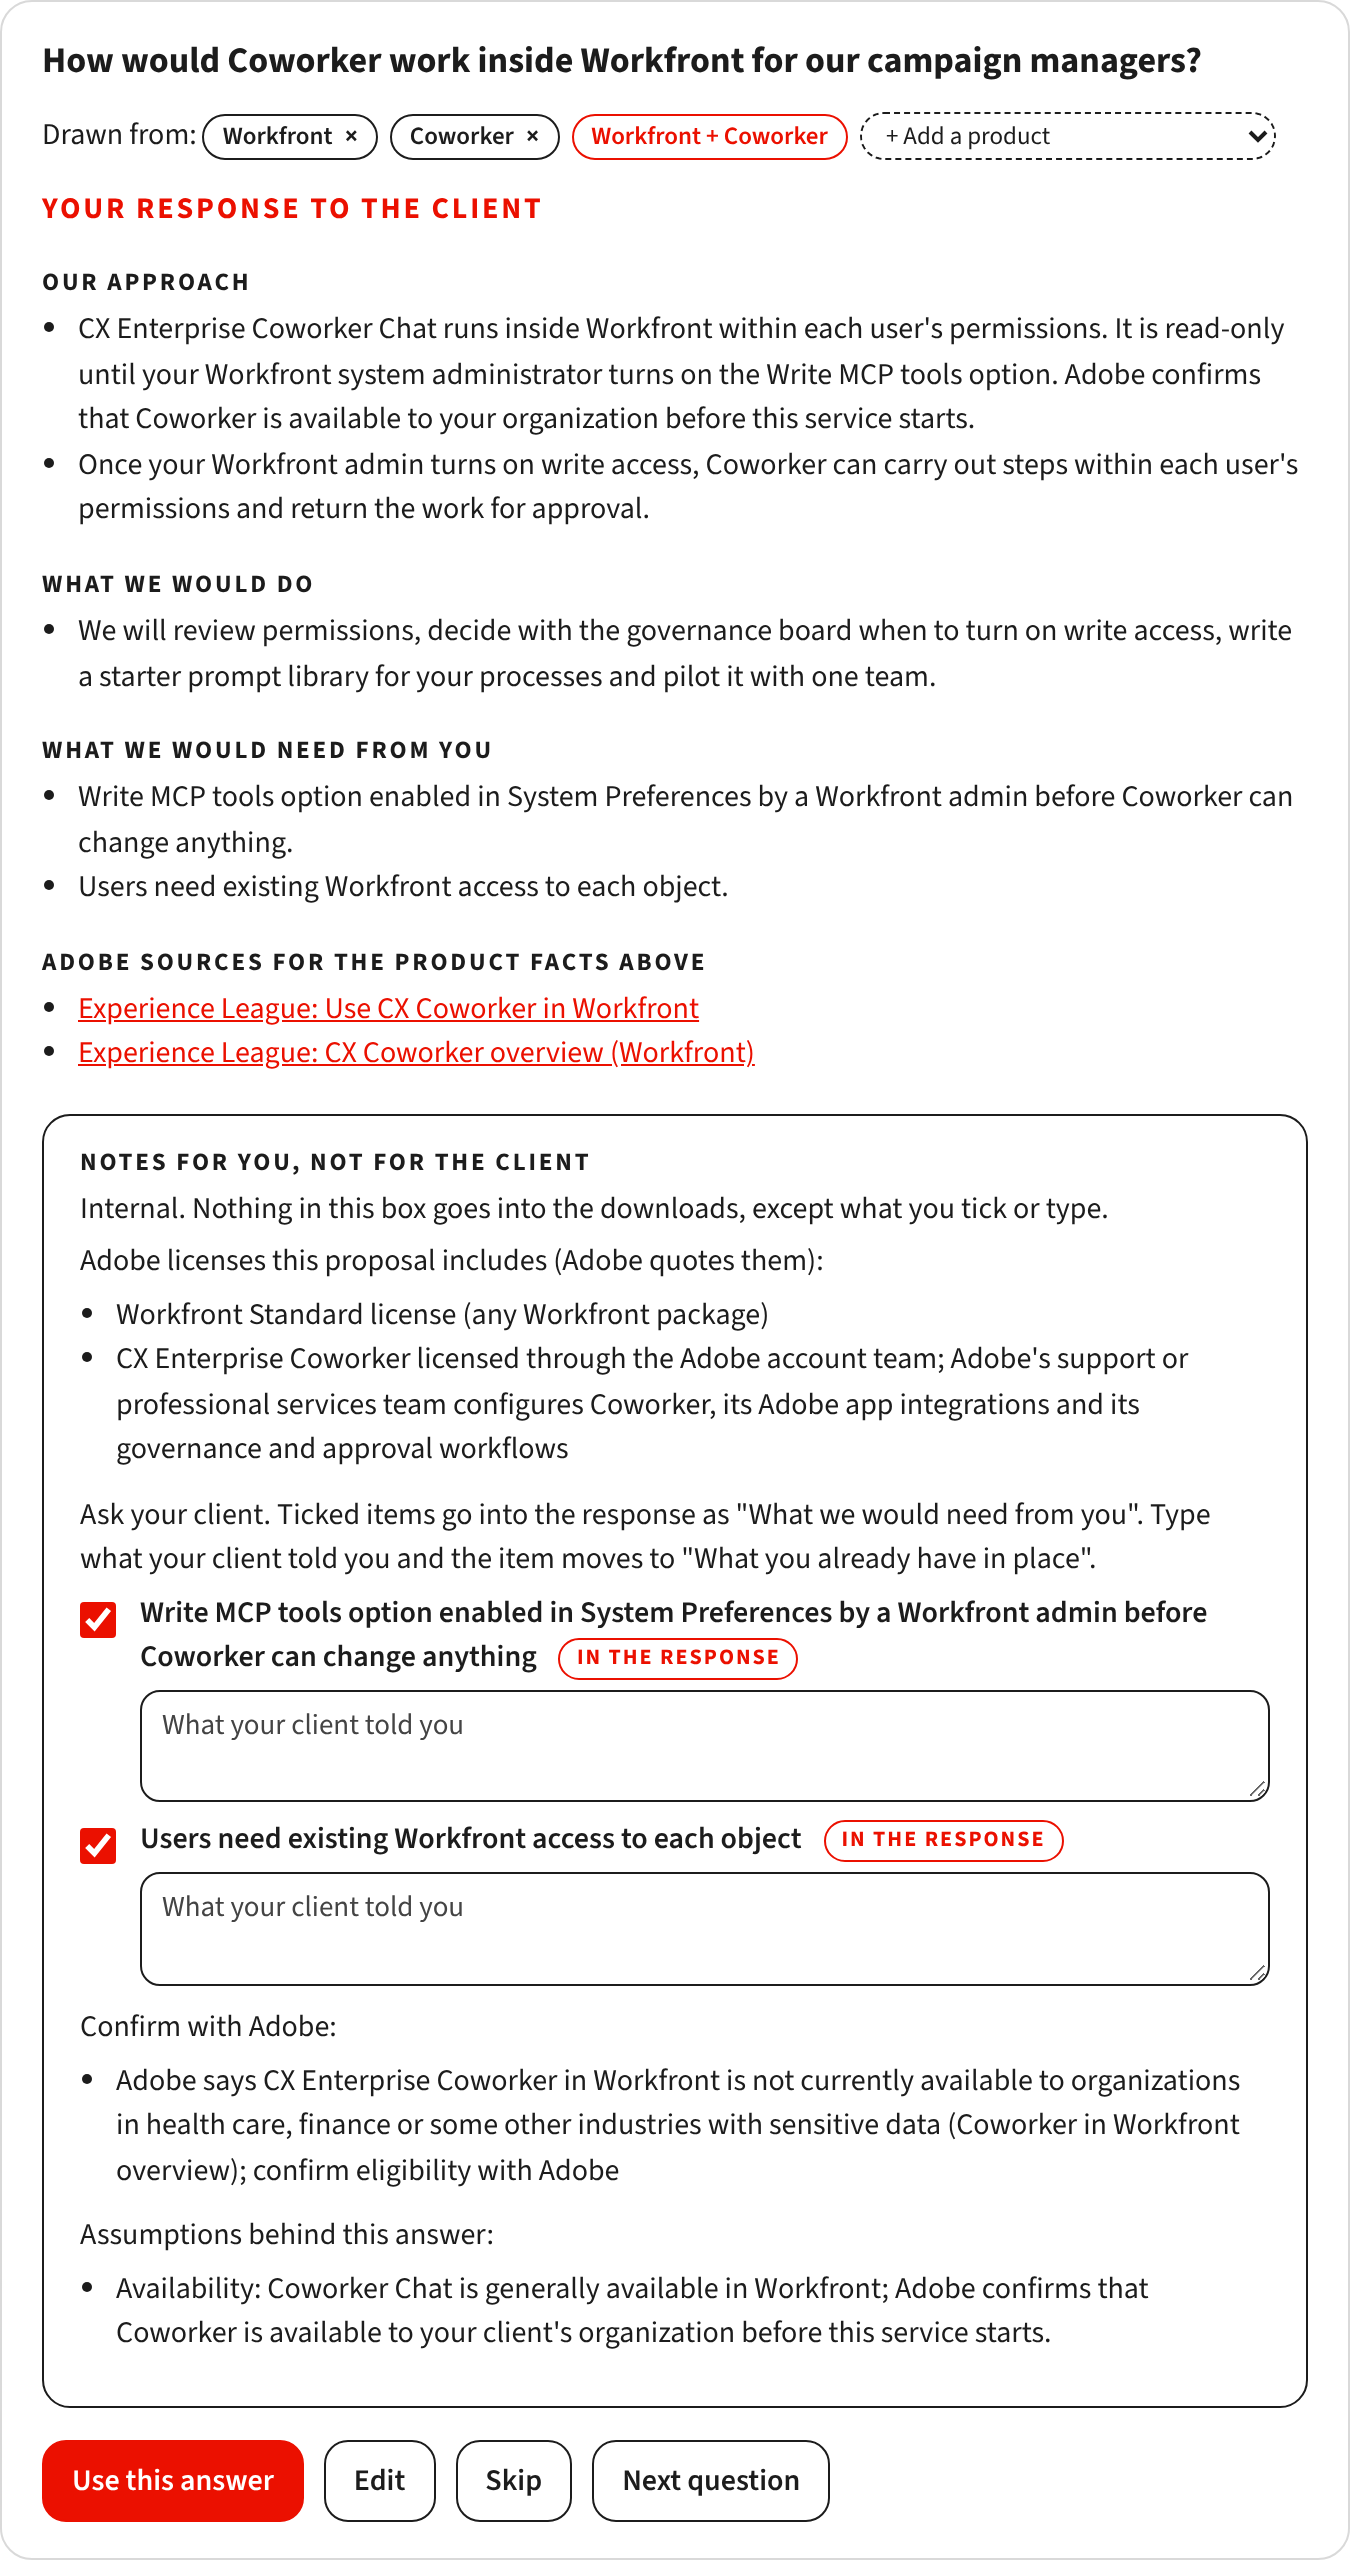 How would Coworker work inside Workfront for our campaign managers?
Drawn from: Workfront × Coworker × Workfront + Coworker + Add a product
YOUR RESPONSE TO THE CLIENT
OUR APPROACH
• CX Enterprise Coworker Chat runs inside Workfront within each user's permissions. It is read-only
until your Workfront system administrator turns on the Write MCP tools option. Adobe confirms
that Coworker is available to your organization before this service starts.
• Once your Workfront admin turns on write access, Coworker can carry out steps within each user's
permissions and return the work for approval.
WHAT WE WOULD DO
• We will review permissions, decide with the governance board when to turn on write access, write
a starter prompt library for your processes and pilot it with one team.
WHAT WE WOULD NEED FROM YOU
• Write MCP tools option enabled in System Preferences by a Workfront admin before Coworker can
change anything.
• Users need existing Workfront access to each object.
ADOBE SOURCES FOR THE PRODUCT FACTS ABOVE
• Experience League: Use CX Coworker in Workfront
• Experience League: CX Coworker overview (Workfront)
NOTES FOR YOU, NOT FOR THE CLIENT
Internal. Nothing in this box goes into the downloads, except what you tick or type.
Adobe licenses this proposal includes (Adobe quotes them):
• Workfront Standard license (any Workfront package)
• CX Enterprise Coworker licensed through the Adobe account team; Adobe's support or
professional services team configures Coworker, its Adobe app integrations and its
governance and approval workflows
Ask your client. Ticked items go into the response as "What we would need from you". Type
what your client told you and the item moves to "What you already have in place".
Write MCP tools option enabled in System Preferences by a Workfront admin before
Coworker can change anything IN THE RESPONSE
What your client told you
Users need existing Workfront access to each object IN THE RESPONSE
What your client told you
Confirm with Adobe:
• Adobe says CX Enterprise Coworker in Workfront is not currently available to organizations
in health care, finance or some other industries with sensitive data (Coworker in Workfront
overview); confirm eligibility with Adobe
Assumptions behind this answer:
• Availability: Coworker Chat is generally available in Workfront; Adobe confirms that
Coworker is available to your client's organization before this service starts.
Use this answer Edit Skip Next question